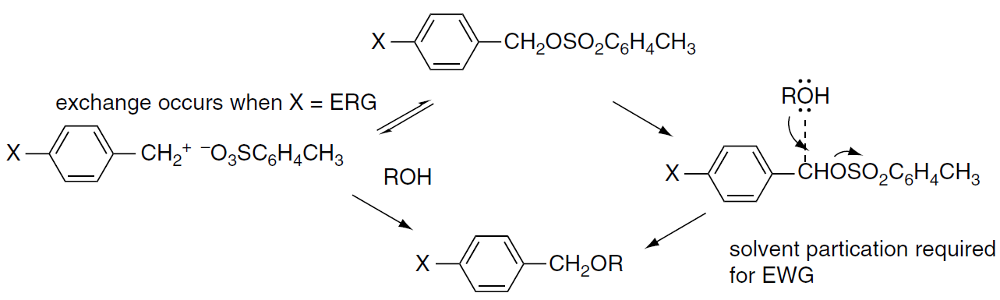 X CH₂OSO₂C₆H₄CH₃
exchange occurs when X = ERG
X CH₂⁺ ⁻O₃SC₆H₄CH₃
ROH
ROH
X CHOSO₂C₆H₄CH₃
X CH₂OR
solvent partication required
for EWG